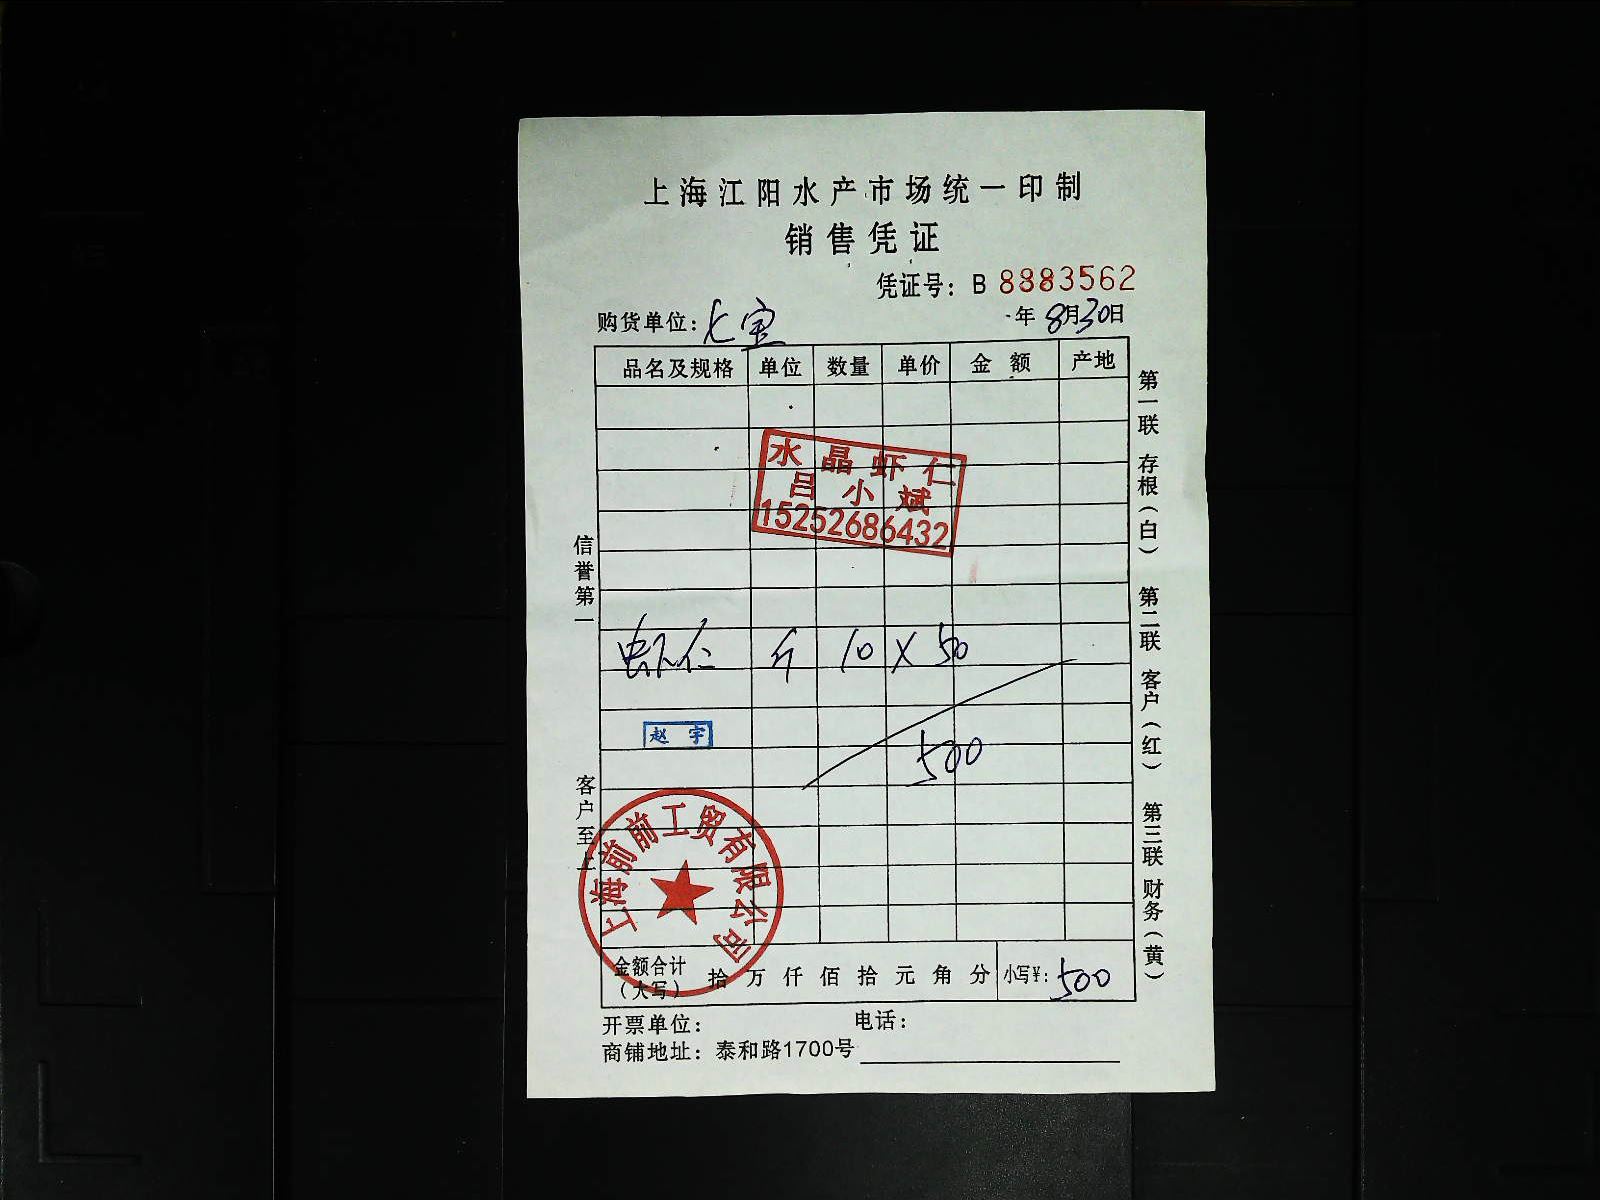 上海江阳水产市场统一印制
销售凭证
凭证号：B 8883562
购货单位：七宝
年 8月30日
品名及规格 单位 数量 单价 金额 产地
水晶虾仁
吕小斌
15252686432
虾仁 斤 10 X 50
赵宇
500
上海前前工贸有限公司
金额合计（大写） 拾 万 仟 佰 拾 元 角 分 小写¥：500
开票单位： 电话：
商铺地址：泰和路1700号
信誉第一 客户至上
第一联 存根（白） 第二联 客户（红） 第三联 财务（黄）